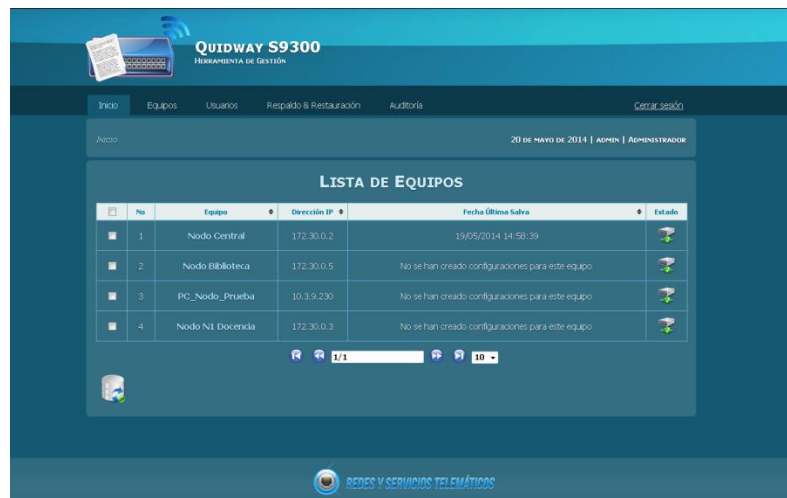 Quidway S9300
Herramienta de Gestión
Inicio Equipos Usuarios Respaldo & Restauración Auditoría Cerrar sesión
Inicio 20 de mayo de 2014 | admin | Administrador
Lista de Equipos
No Equipo Dirección IP Fecha Última Salva Estado
1 Nodo Central 172.30.0.2 19/05/2014 14:58:39
2 Nodo Biblioteca 172.30.0.5 No se han creado configuraciones para este equipo
3 PC_Nodo_Prueba 10.3.9.230 No se han creado configuraciones para este equipo
4 Nodo N1 Docencia 172.30.0.3 No se han creado configuraciones para este equipo
1/1 10
REDES Y SERVICIOS TELEMÁTICOS